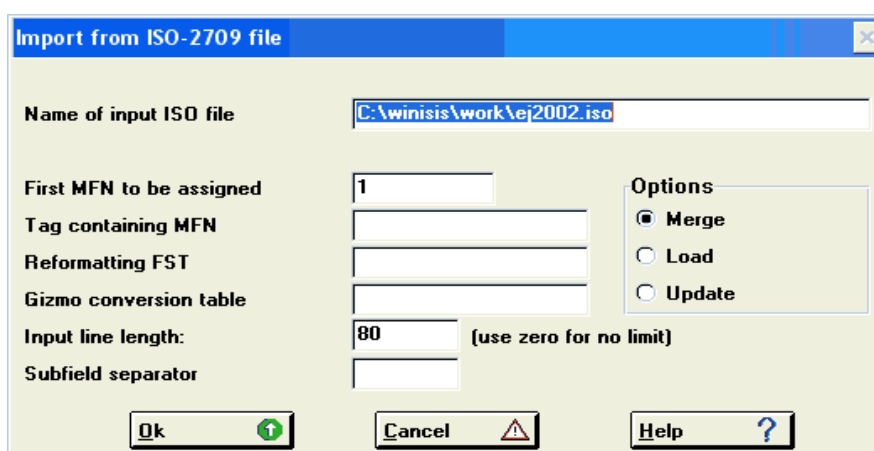 Import from ISO-2709 file
Name of input ISO file C:\winisis\work\ej2002.iso
First MFN to be assigned 1 Options
Tag containing MFN Merge
Reformatting FST Load
Gizmo conversion table Update
Input line length: 80 (use zero for no limit)
Subfield separator
Ok Cancel Help ?